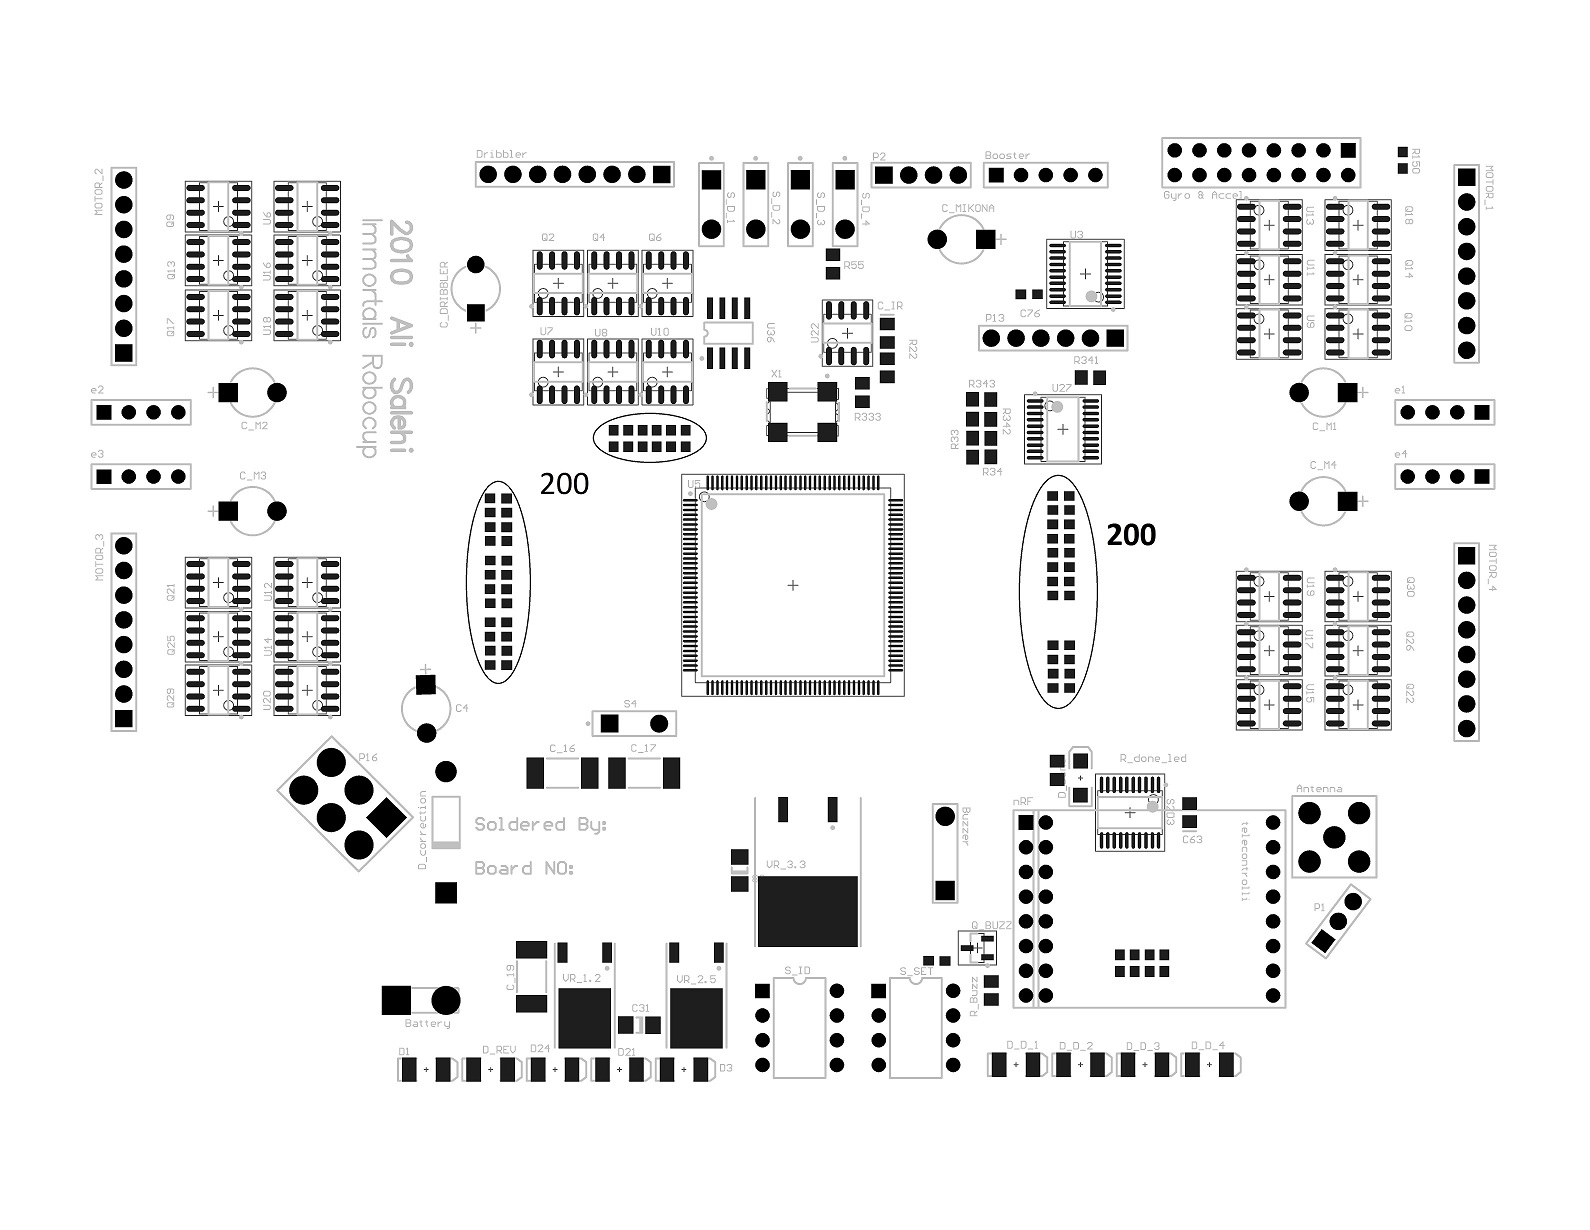 Dribbler
P2
Booster
Gyro & Accel
R150
MOTOR_2
MOTOR_1
S_D_1
S_D_2
S_D_3
S_D_4
C_MIKONA
U3
R55
C76
P13
R341
R343
R342
R33
R34
U27
Q9
Q13
Q17
U16
U18
2010 Ali Salehi
Immortals Robocup
C_DRIBBLER
Q2
Q4
Q6
U7
U8
U10
U36
U22
C_IR
R22
X1
R333
U13
U11
U9
Q18
Q14
Q10
e2
C_M2
e3
C_M3
e1
C_M1
e4
C_M4
200
200
U5
MOTOR_3
MOTOR_4
Q21
Q25
Q29
U12
U14
U20
U19
U17
U15
Q30
Q26
Q22
C4
S4
C_16
C_17
P16
D_correction
Soldered By:
Board NO:
VR_3.3
Buzzer
R_done_led
nRF
C63
telecontrolli
Antenna
P1
Q_BUZZ
R_Buzz
S_ID
S_SET
C_19
VR_1.2
VR_2.5
C31
Battery
D1
D_REV
D24
D21
D3
D_D_1
D_D_2
D_D_3
D_D_4